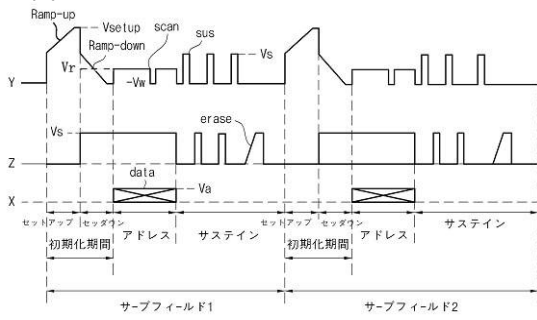 Ramp-up
Vsetup
Ramp-down
scan
sus
Vr
Vs
Y
-Vw
erase
Vs
Z
data
Va
X
セットアップ セッダウン アドレス サステイン セットアップ セッダウン アドレス サステイン
初期化期間 初期化期間
サーブフィールド1 サーブフィールド2